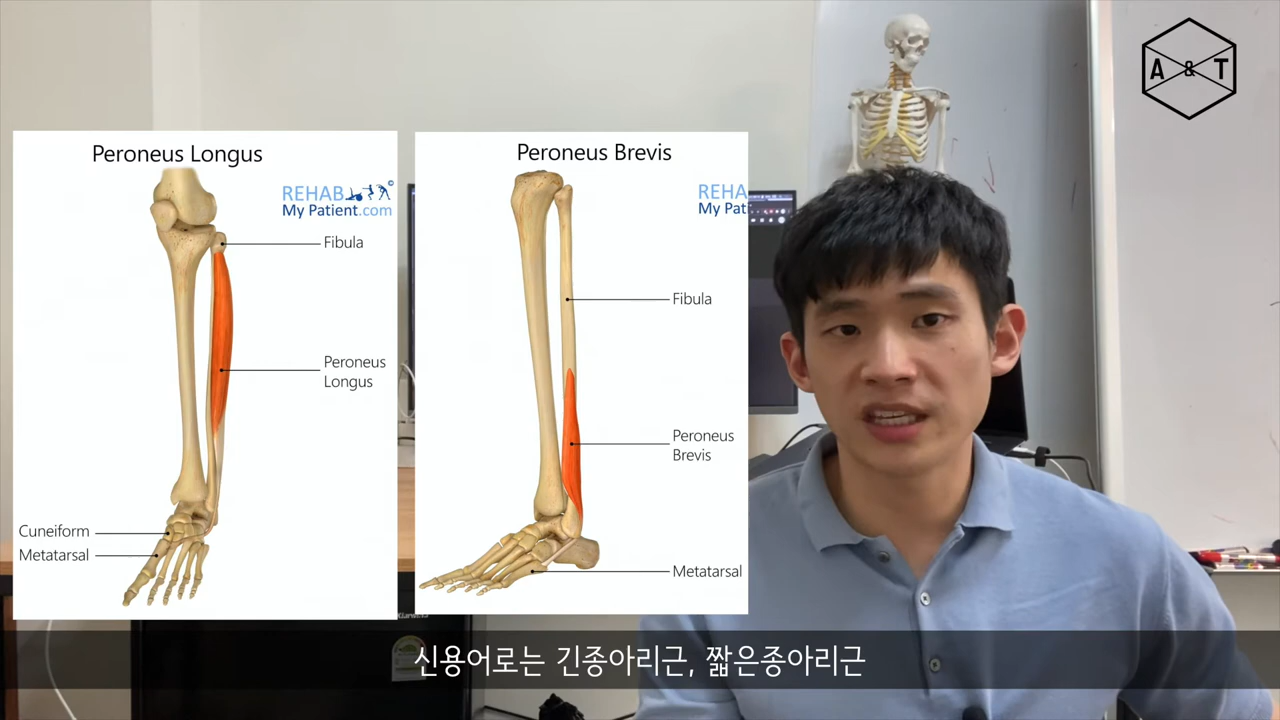 A & T
Peroneus Longus
REHAB
My Patient.com
Fibula
Peroneus
Longus
Cuneiform
Metatarsal
Peroneus Brevis
REHA
My Pat
Fibula
Peroneus
Brevis
Metatarsal
신용어로는 긴종아리근, 짧은종아리근